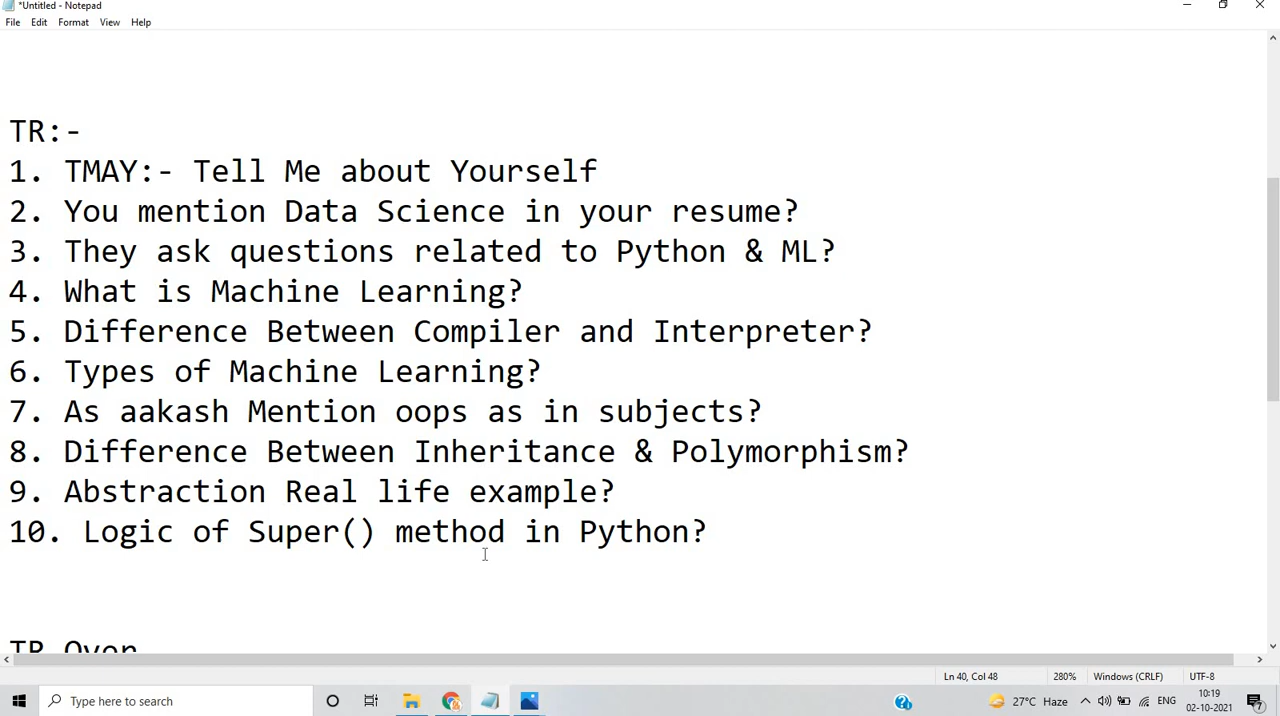 *Untitled - Notepad
File Edit Format View Help
TR:-
1. TMAY:- Tell Me about Yourself
2. You mention Data Science in your resume?
3. They ask questions related to Python & ML?
4. What is Machine Learning?
5. Difference Between Compiler and Interpreter?
6. Types of Machine Learning?
7. As aakash Mention oops as in subjects?
8. Difference Between Inheritance & Polymorphism?
9. Abstraction Real life example?
10. Logic of Super() method in Python?
TR Over
Ln 40, Col 48 280% Windows (CRLF) UTF-8
Type here to search 27°C Haze ENG 10:19
02-10-2021 7